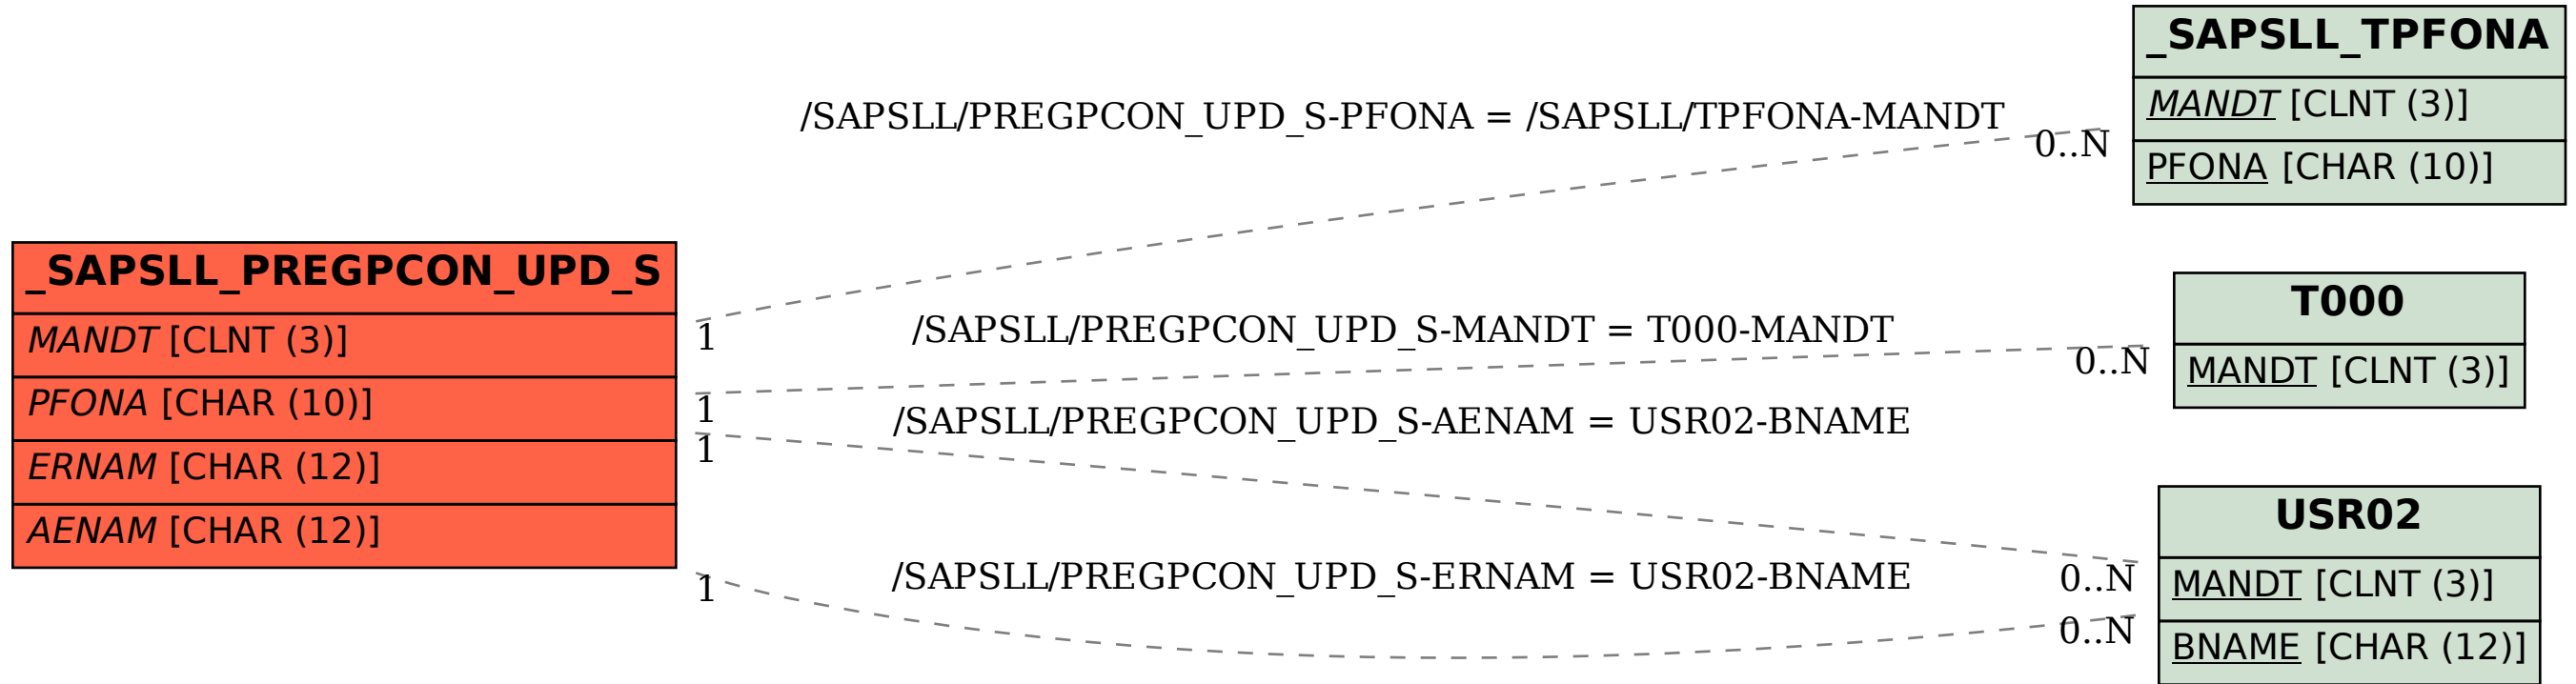 _SAPSLL_TPFONA
MANDT [CLNT (3)]
PFONA [CHAR (10)]
/SAPSLL/PREGPCON_UPD_S-PFONA = /SAPSLL/TPFONA-MANDT
0..N
_SAPSLL_PREGPCON_UPD_S
MANDT [CLNT (3)]
PFONA [CHAR (10)]
ERNAM [CHAR (12)]
AENAM [CHAR (12)]
1
/SAPSLL/PREGPCON_UPD_S-MANDT = T000-MANDT
0..N
T000
MANDT [CLNT (3)]
1
/SAPSLL/PREGPCON_UPD_S-AENAM = USR02-BNAME
1
0..N
USR02
MANDT [CLNT (3)]
BNAME [CHAR (12)]
/SAPSLL/PREGPCON_UPD_S-ERNAM = USR02-BNAME
1
0..N